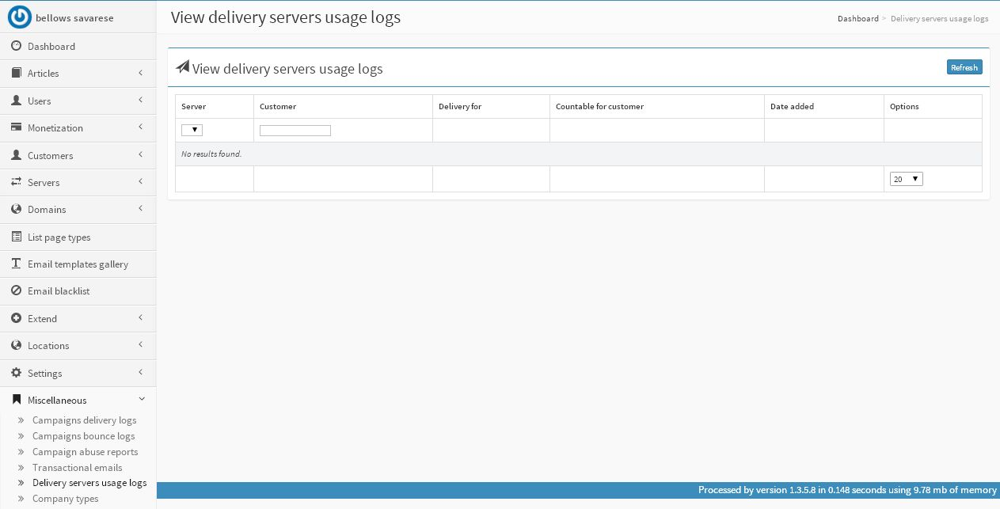 bellows savarese
View delivery servers usage logs
Dashboard > Delivery servers usage logs
Dashboard
Articles
Users
Monetization
Customers
Servers
Domains
List page types
Email templates gallery
Email blacklist
Extend
Locations
Settings
Miscellaneous
Campaigns delivery logs
Campaigns bounce logs
Campaign abuse reports
Transactional emails
Delivery servers usage logs
Company types
View delivery servers usage logs
Refresh
Server Customer Delivery for Countable for customer Date added Options
No results found.
20
Processed by version 1.3.5.8 in 0.148 seconds using 9.78 mb of memory